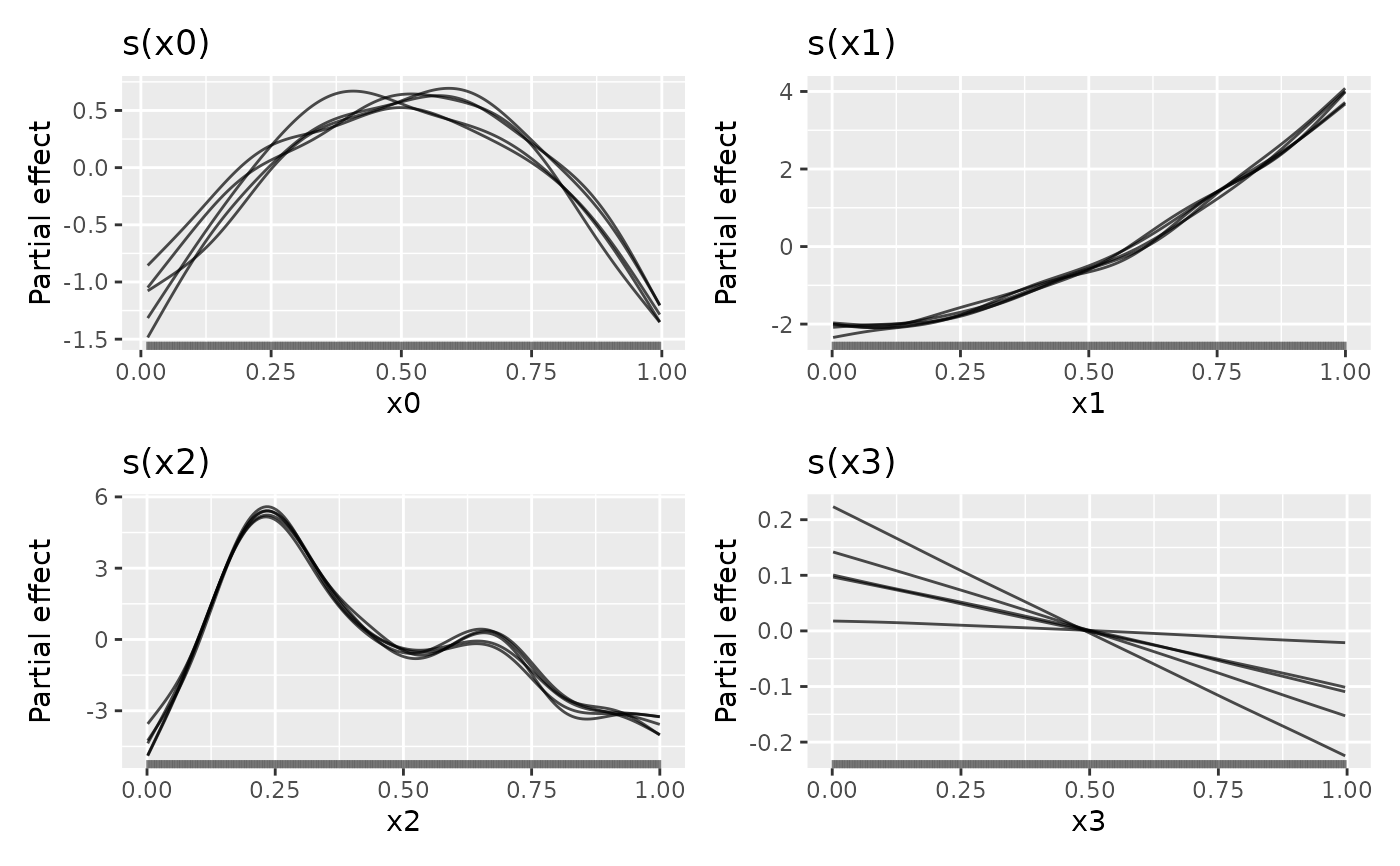 s(x0)
Partial effect
0.5
0.0
-0.5
-1.0
-1.5
0.00 0.25 0.50 0.75 1.00
x0
s(x1)
Partial effect
4
2
0
-2
0.00 0.25 0.50 0.75 1.00
x1
s(x2)
Partial effect
6
3
0
-3
0.00 0.25 0.50 0.75 1.00
x2
s(x3)
Partial effect
0.2
0.1
0.0
-0.1
-0.2
0.00 0.25 0.50 0.75 1.00
x3